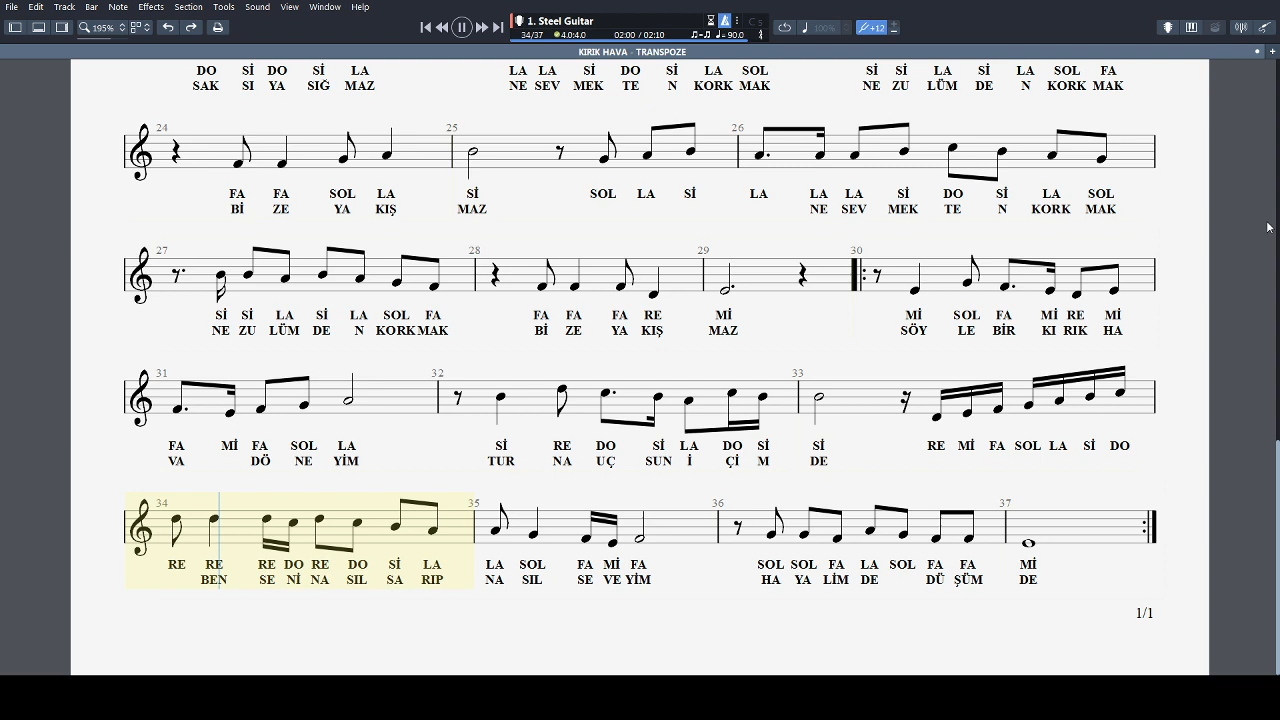 File Edit Track Bar Note Effects Section Tools Sound View Window Help
195%
1. Steel Guitar
34/37 4.0:4.0 02:00 / 02:10 = 90.0
100% +12
KIRIK HAVA - TRANSPOZE
DO Sİ DO Sİ LA LA LA Sİ DO Sİ LA SOL Sİ Sİ LA Sİ LA SOL FA
SAK SI YA SIĞ MAZ NE SEV MEK TE N KORK MAK NE ZU LÜM DE N KORK MAK
24 25 26
FA FA SOL LA Sİ SOL LA Sİ LA LA LA Sİ DO Sİ LA SOL
Bİ ZE YA KIŞ MAZ NE SEV MEK TE N KORK MAK
27 28 29 30
Sİ Sİ LA Sİ LA SOL FA FA FA FA RE Mİ Mİ SOL FA Mİ RE Mİ
NE ZU LÜM DE N KORK MAK Bİ ZE YA KIŞ MAZ SÖY LE BİR KI RIK HA
31 32 33
FA Mİ FA SOL LA Sİ RE DO Sİ LA DO Sİ Sİ RE Mİ FA SOL LA Sİ DO
VA DÖ NE YİM TUR NA UÇ SUN İ Çİ M DE
34 35 36 37
RE RE RE DO RE DO Sİ LA LA SOL FA Mİ FA SOL SOL FA LA SOL FA FA Mİ
BEN SE Nİ NA SIL SA RIP NA SIL SE VE YİM HA YA LİM DE DÜ ŞÜM DE
1/1